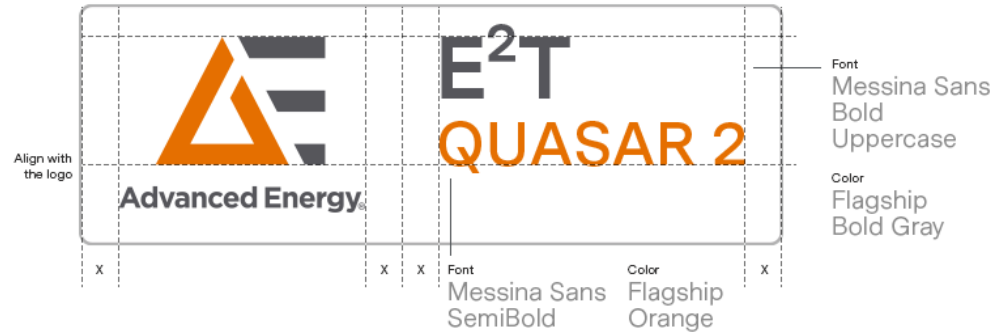 E²T
QUASAR 2
Advanced Energy®
Align with
the logo
Font
Messina Sans
Bold
Uppercase
Color
Flagship
Bold Gray
X
X
X
X
Font
Messina Sans
SemiBold
Color
Flagship
Orange